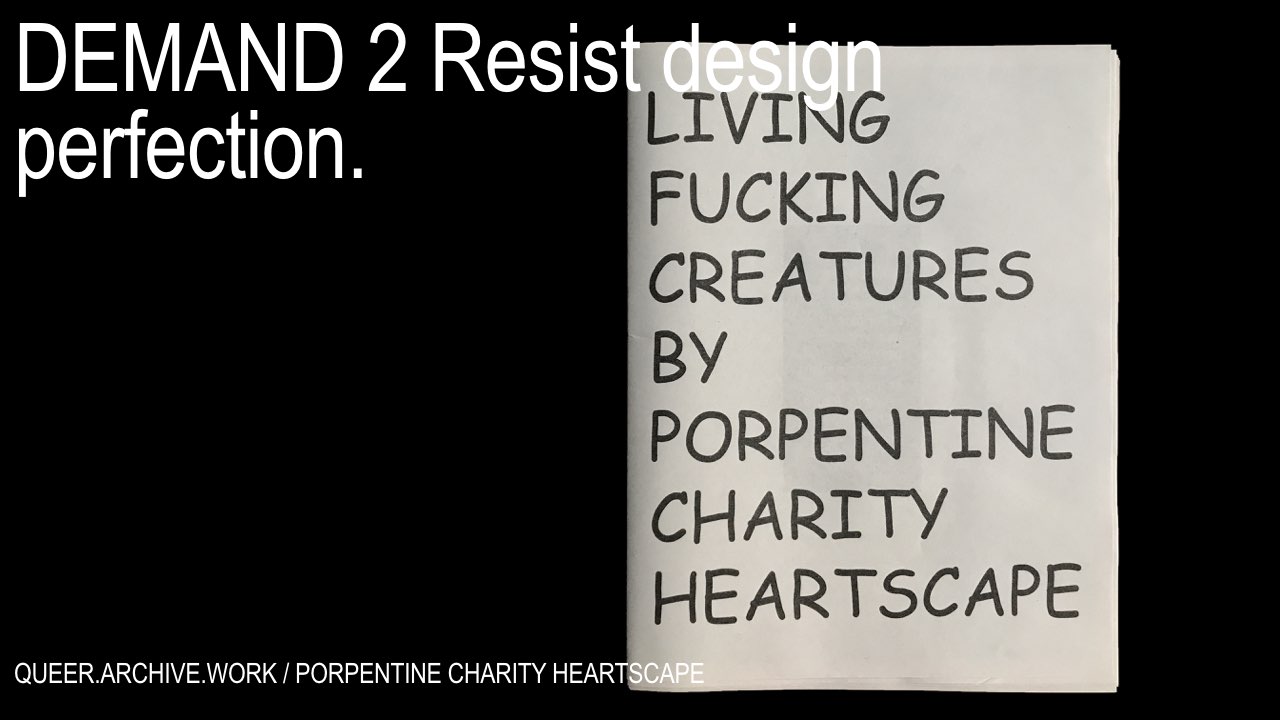 DEMAND 2 Resist design
perfection.
LIVING
FUCKING
CREATURES
BY
PORPENTINE
CHARITY
HEARTSCAPE
QUEER.ARCHIVE.WORK / PORPENTINE CHARITY HEARTSCAPE